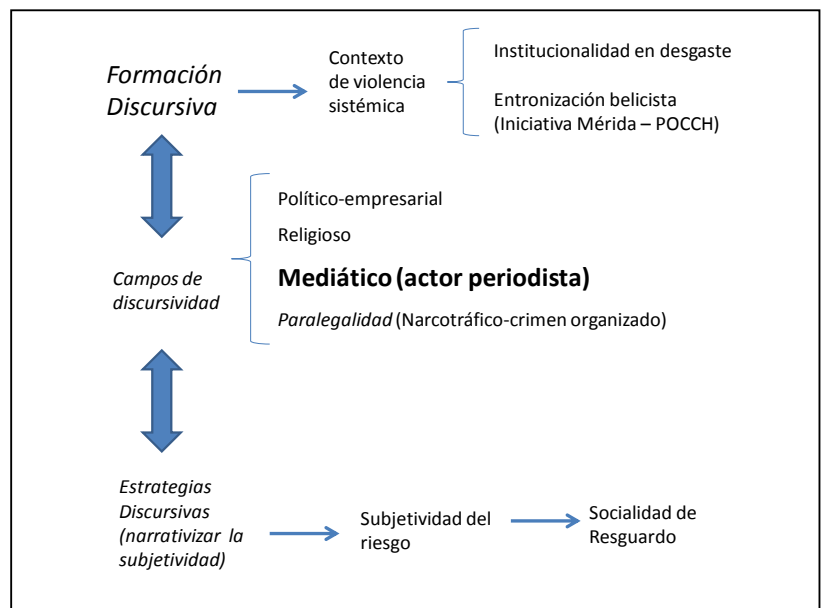 Formación
Discursiva
Contexto
de violencia
sistémica
Institucionalidad en desgaste
Entronización belicista
(Iniciativa Mérida – POCCH)
Campos de
discursividad
Político-empresarial
Religioso
Mediático (actor periodista)
Paralegalidad (Narcotráfico-crimen organizado)
Estrategias
Discursivas
(narrativizar la
subjetividad)
Subjetividad del
riesgo
Socialidad de
Resguardo